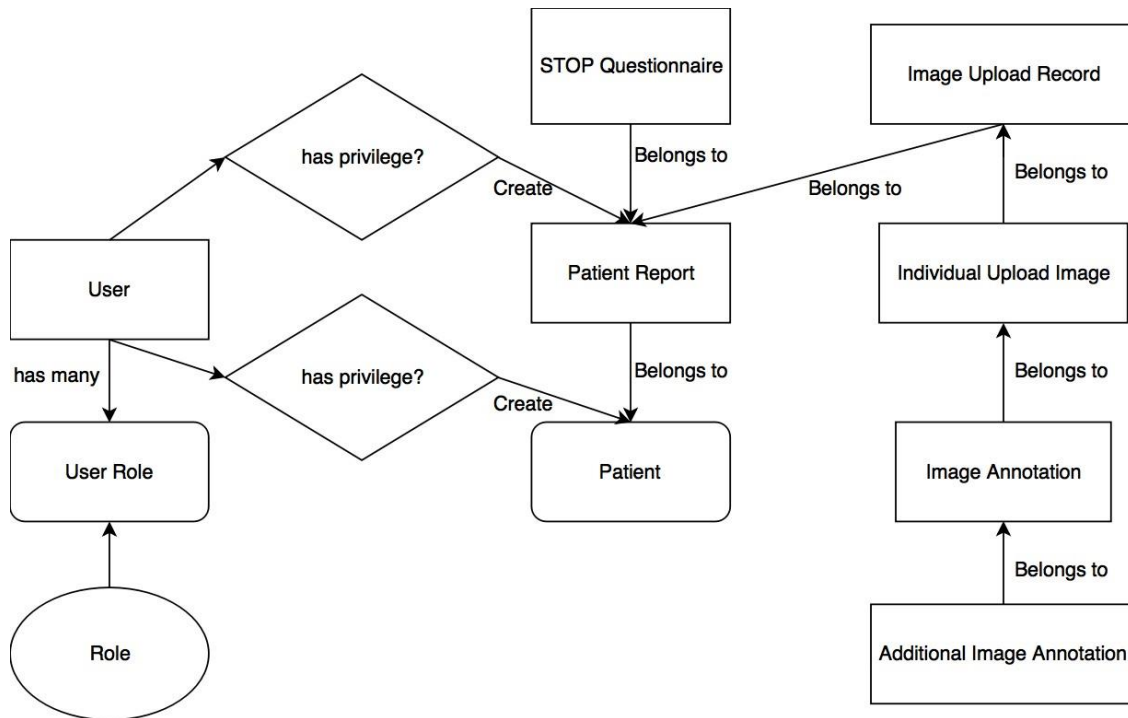 STOP Questionnaire
Image Upload Record
has privilege?
Belongs to
Belongs to
Belongs to
Create
User
Patient Report
Individual Upload Image
has many
has privilege?
Belongs to
Belongs to
Create
User Role
Patient
Image Annotation
Belongs to
Role
Additional Image Annotation